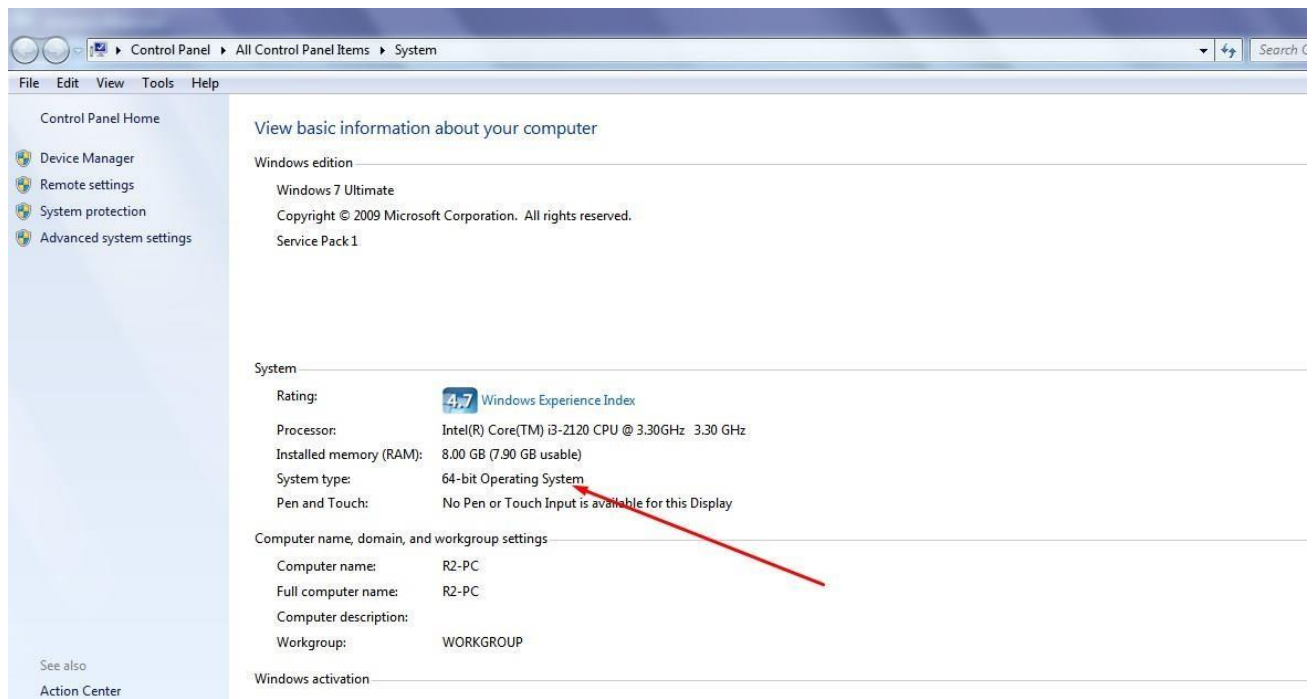 Control Panel ▸ All Control Panel Items ▸ System
Search
File Edit View Tools Help
Control Panel Home
Device Manager
Remote settings
System protection
Advanced system settings
See also
Action Center
View basic information about your computer
Windows edition
Windows 7 Ultimate
Copyright © 2009 Microsoft Corporation. All rights reserved.
Service Pack 1
System
Rating: 4.7 Windows Experience Index
Processor: Intel(R) Core(TM) i3-2120 CPU @ 3.30GHz 3.30 GHz
Installed memory (RAM): 8.00 GB (7.90 GB usable)
System type: 64-bit Operating System
Pen and Touch: No Pen or Touch Input is available for this Display
Computer name, domain, and workgroup settings
Computer name: R2-PC
Full computer name: R2-PC
Computer description:
Workgroup: WORKGROUP
Windows activation